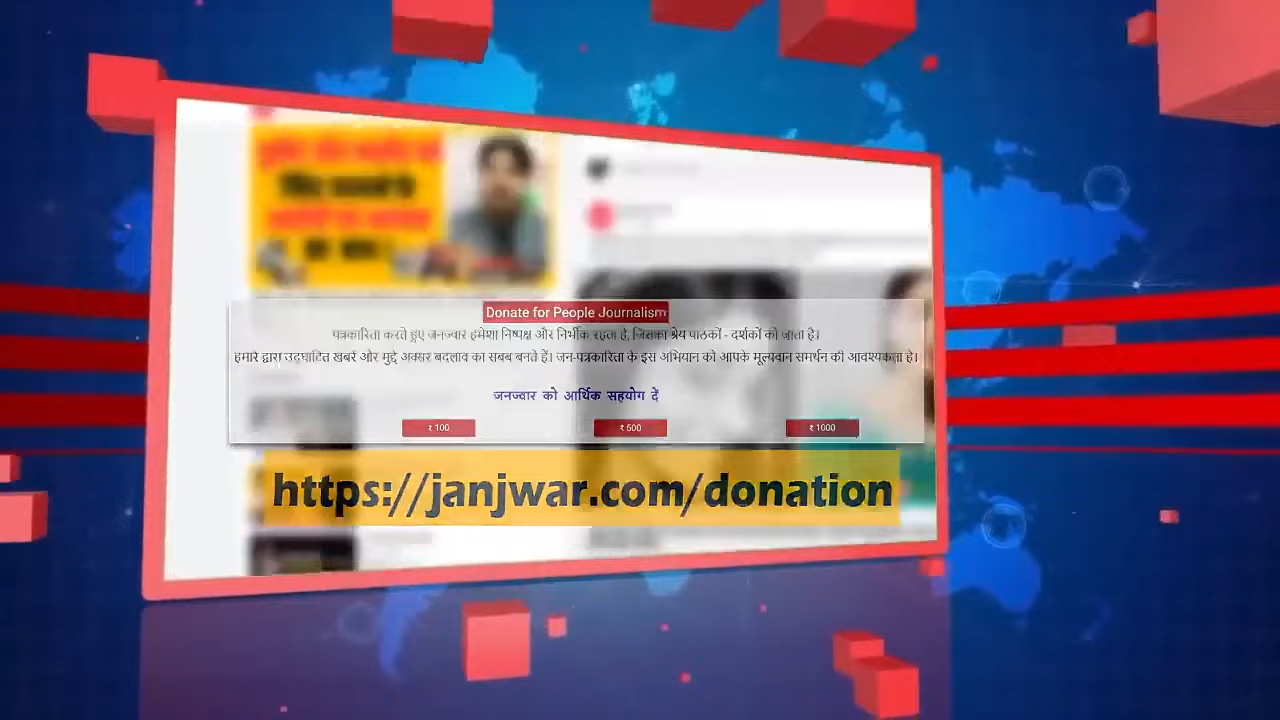 Donate for People Journalism
पत्रकारिता करते हुए जनज्वार हमेशा निष्पक्ष और निर्भीक रहता है, जिसका श्रेय पाठकों - दर्शकों को जाता है।
हमारे द्वारा उद्घाटित खबरें और मुद्दे अक्सर बदलाव का सबब बनते हैं। जन-पत्रकारिता के इस अभियान को आपके मूल्यवान समर्थन की आवश्यकता है।
जनज्वार को आर्थिक सहयोग दें
₹ 100
₹ 500
₹ 1000
https://janjwar.com/donation